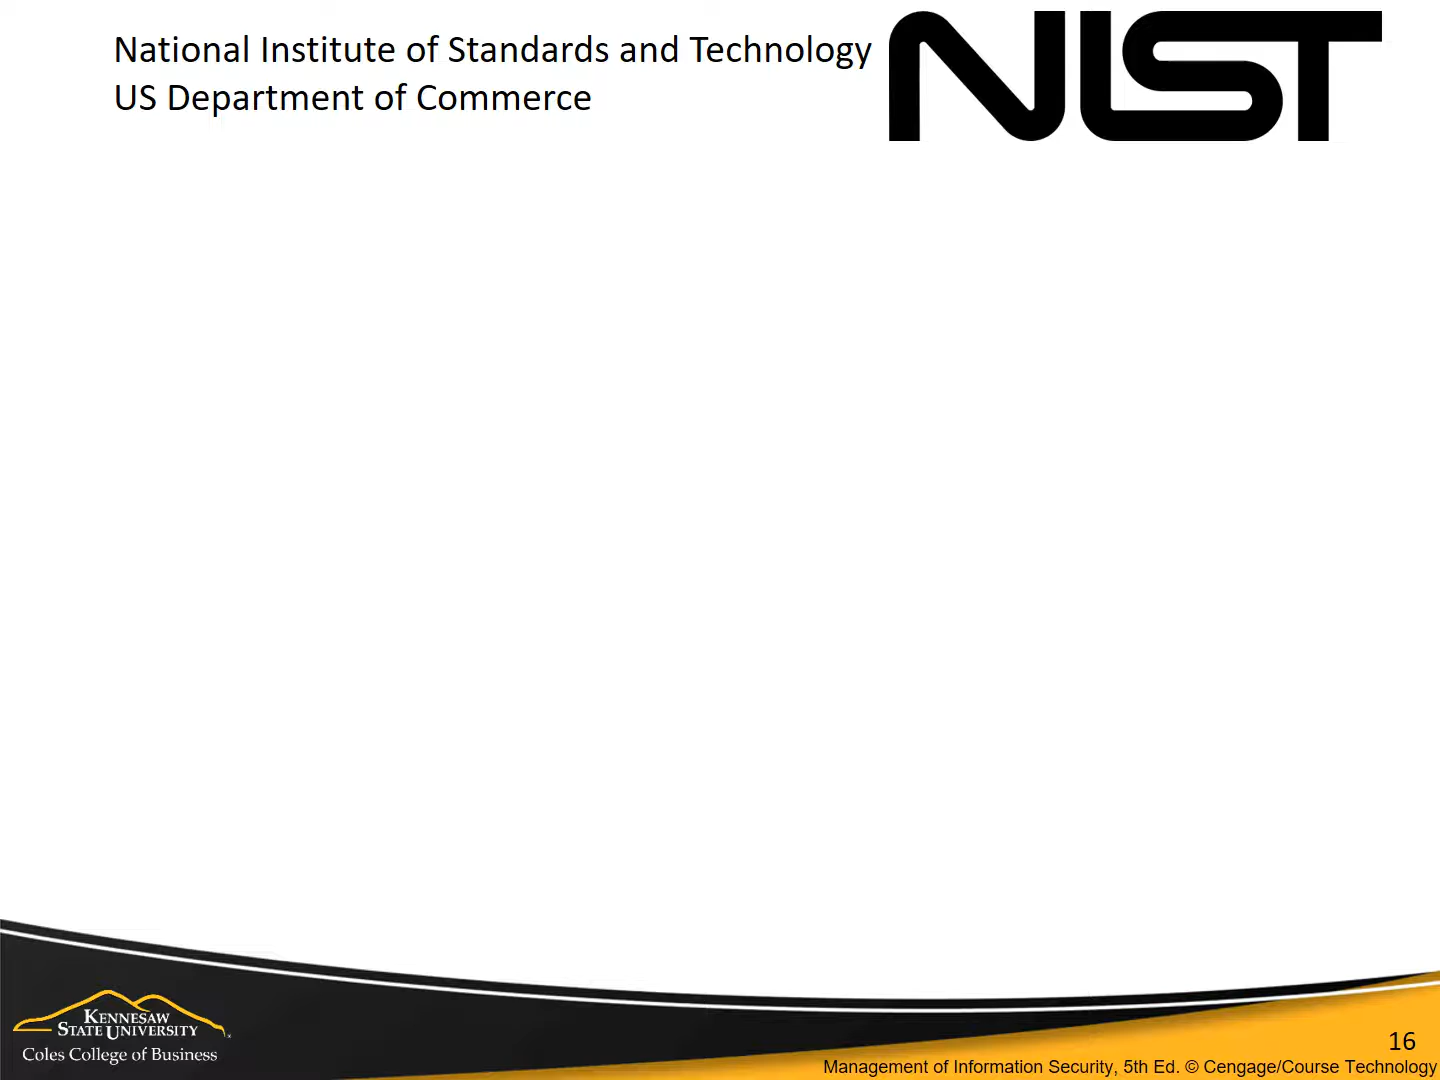 National Institute of Standards and Technology
US Department of Commerce
NIST
KENNESAW
STATE UNIVERSITY
Coles College of Business
16
Management of Information Security, 5th Ed. © Cengage/Course Technology